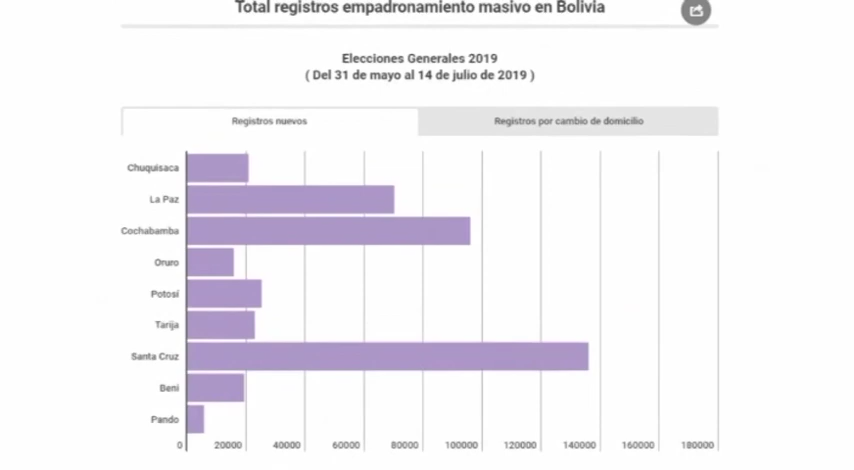 Total registros empadronamiento masivo en Bolivia
Elecciones Generales 2019
( Del 31 de mayo al 14 de julio de 2019 )
Registros nuevos Registros por cambio de domicilio
Chuquisaca
La Paz
Cochabamba
Oruro
Potosí
Tarija
Santa Cruz
Beni
Pando
0 20000 40000 60000 80000 100000 120000 140000 160000 180000